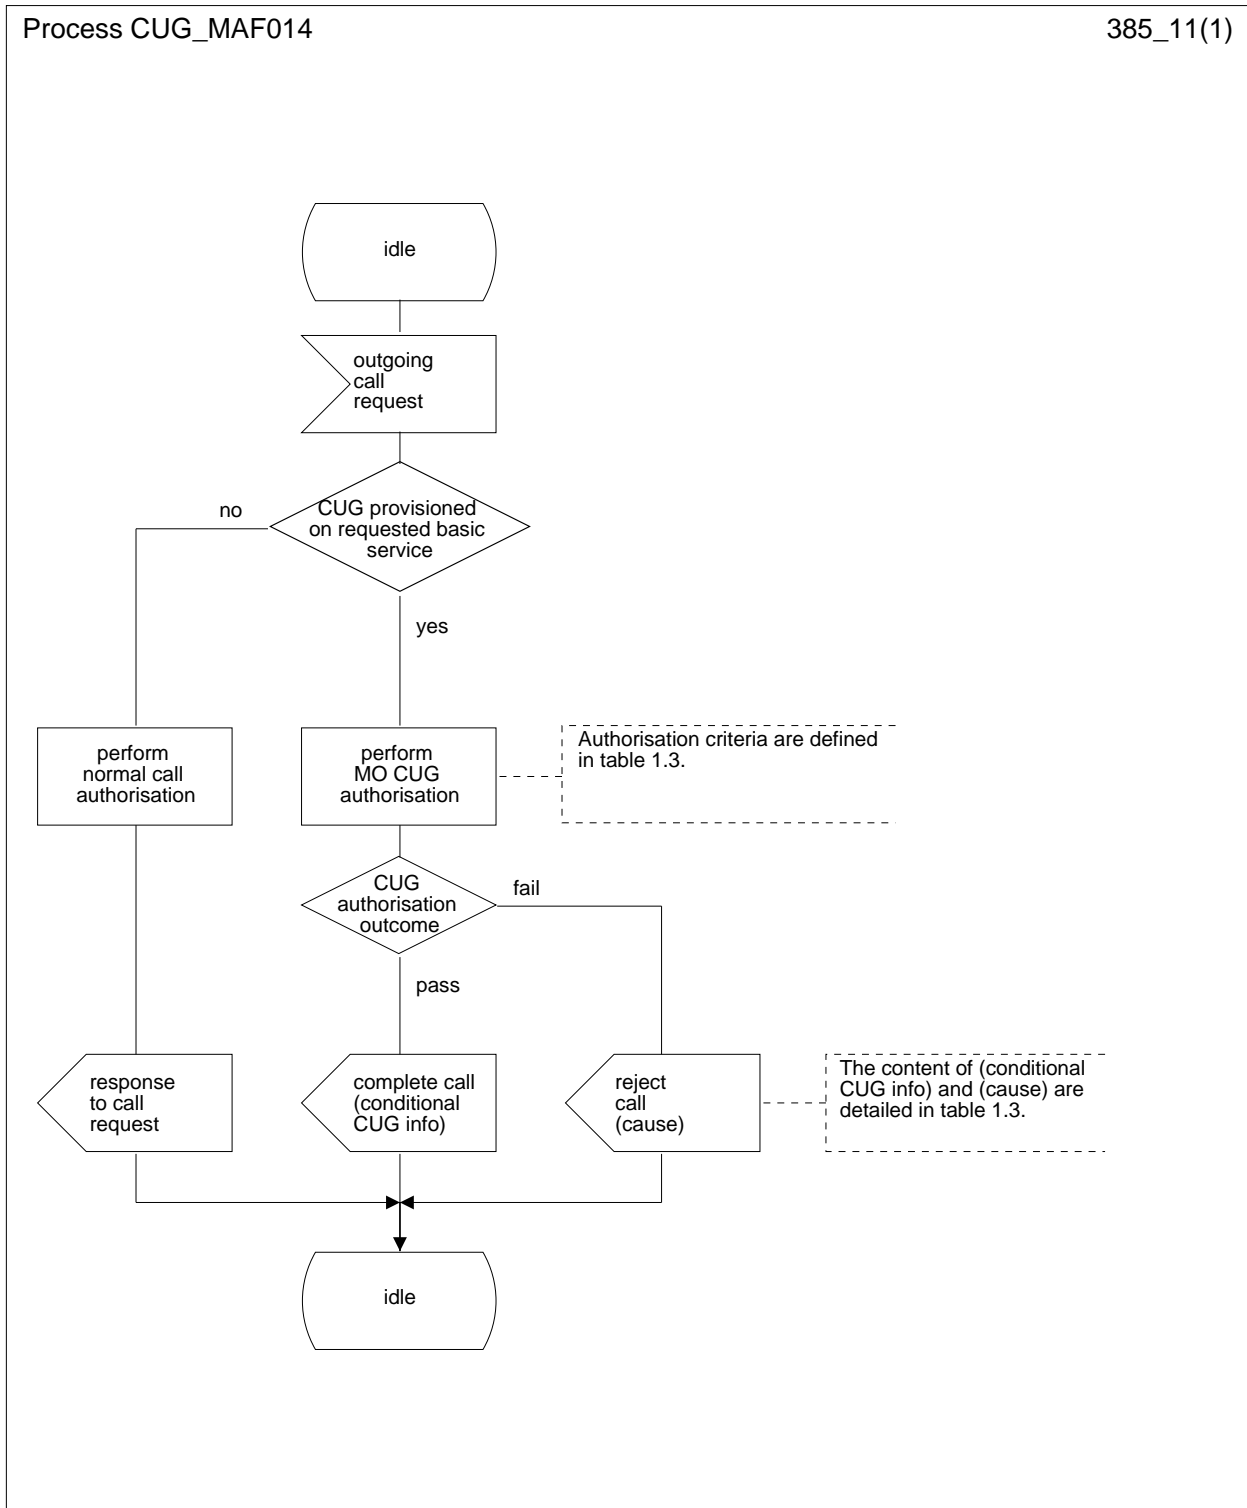 Process CUG_MAF014
385_11(1)
idle
outgoing
call
request
CUG provisioned
on requested basic
service
no
yes
perform
normal call
authorisation
perform
MO CUG
authorisation
Authorisation criteria are defined
in table 1.3.
CUG
authorisation
outcome
fail
pass
response
to call
request
complete call
(conditional
CUG info)
reject
call
(cause)
The content of (conditional
CUG info) and (cause) are
detailed in table 1.3.
idle